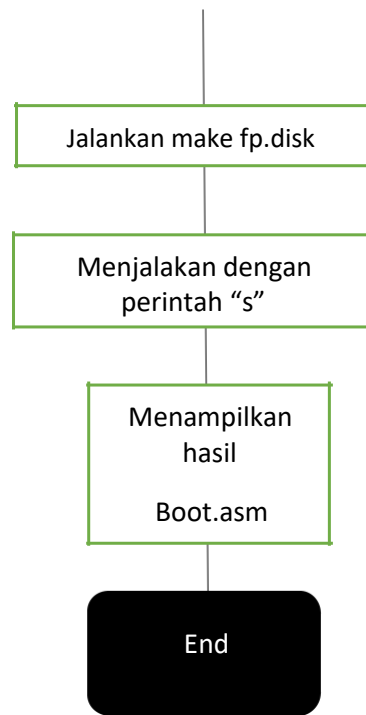 Jalankan make fp.disk
Menjalakan dengan
perintah “s”
Menampilkan
hasil
Boot.asm
End